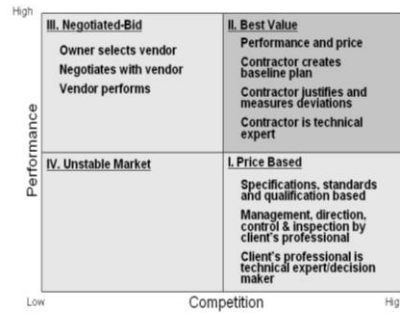 High
III. Negotiated-Bid
Owner selects vendor
Negotiates with vendor
Vendor performs
II. Best Value
Performance and price
Contractor creates
baseline plan
Contractor justifies and
measures deviations
Contractor is technical
expert
Performance
IV. Unstable Market
I. Price Based
Specifications, standards
and qualification based
Management, direction,
control & inspection by
client's professional
Client's professional is
technical expert/decision
maker
Low
Competition
Hig